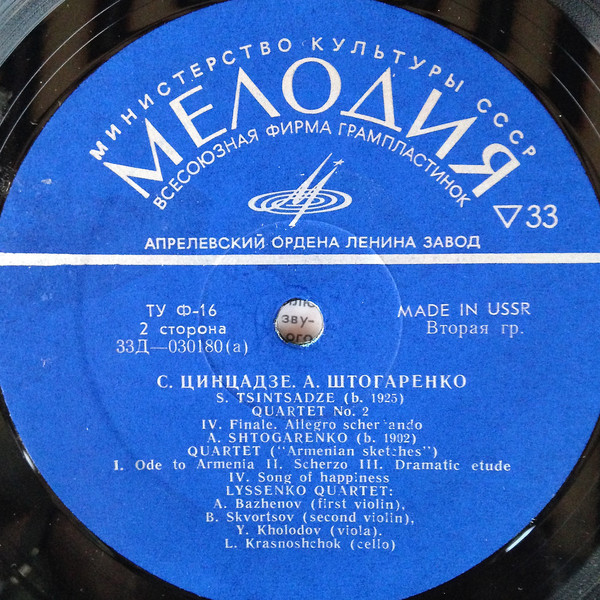 МИНИСТЕРСТВО КУЛЬТУРЫ СССР
МЕЛОДИЯ
ВСЕСОЮЗНАЯ ФИРМА ГРАМПЛАСТИНОК
▽33
АПРЕЛЕВСКИЙ ОРДЕНА ЛЕНИНА ЗАВОД
ТУ Ф-16
2 сторона
33Д—030180(а)
зву-
ого
MADE IN USSR
Вторая гр.
С. ЦИНЦАДЗЕ. А. ШТОГАРЕНКО
S. TSINTSADZE (b. 1925)
QUARTET No. 2
IV. Finale. Allegro scherzando
A. SHTOGARENKO (b. 1902)
QUARTET ("Armenian sketches")
I. Ode to Armenia II. Scherzo III. Dramatic etude
IV. Song of happiness
LYSSENKO QUARTET:
A. Bazhenov (first violin),
B. Skvortsov (second violin),
Y. Kholodov (viola).
L. Krasnoshchok (cello)